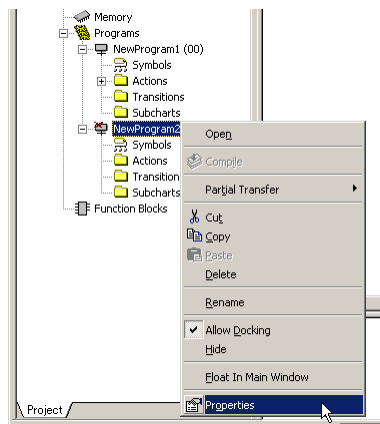 Memory
Programs
NewProgram1 (00)
Symbols
Actions
Transitions
Subcharts
NewProgram2
Symbols
Actions
Transition
Subcharts
Function Blocks
Open
Compile
Partial Transfer
Cut
Copy
Paste
Delete
Rename
Allow Docking
Hide
Float In Main Window
Properties
Project